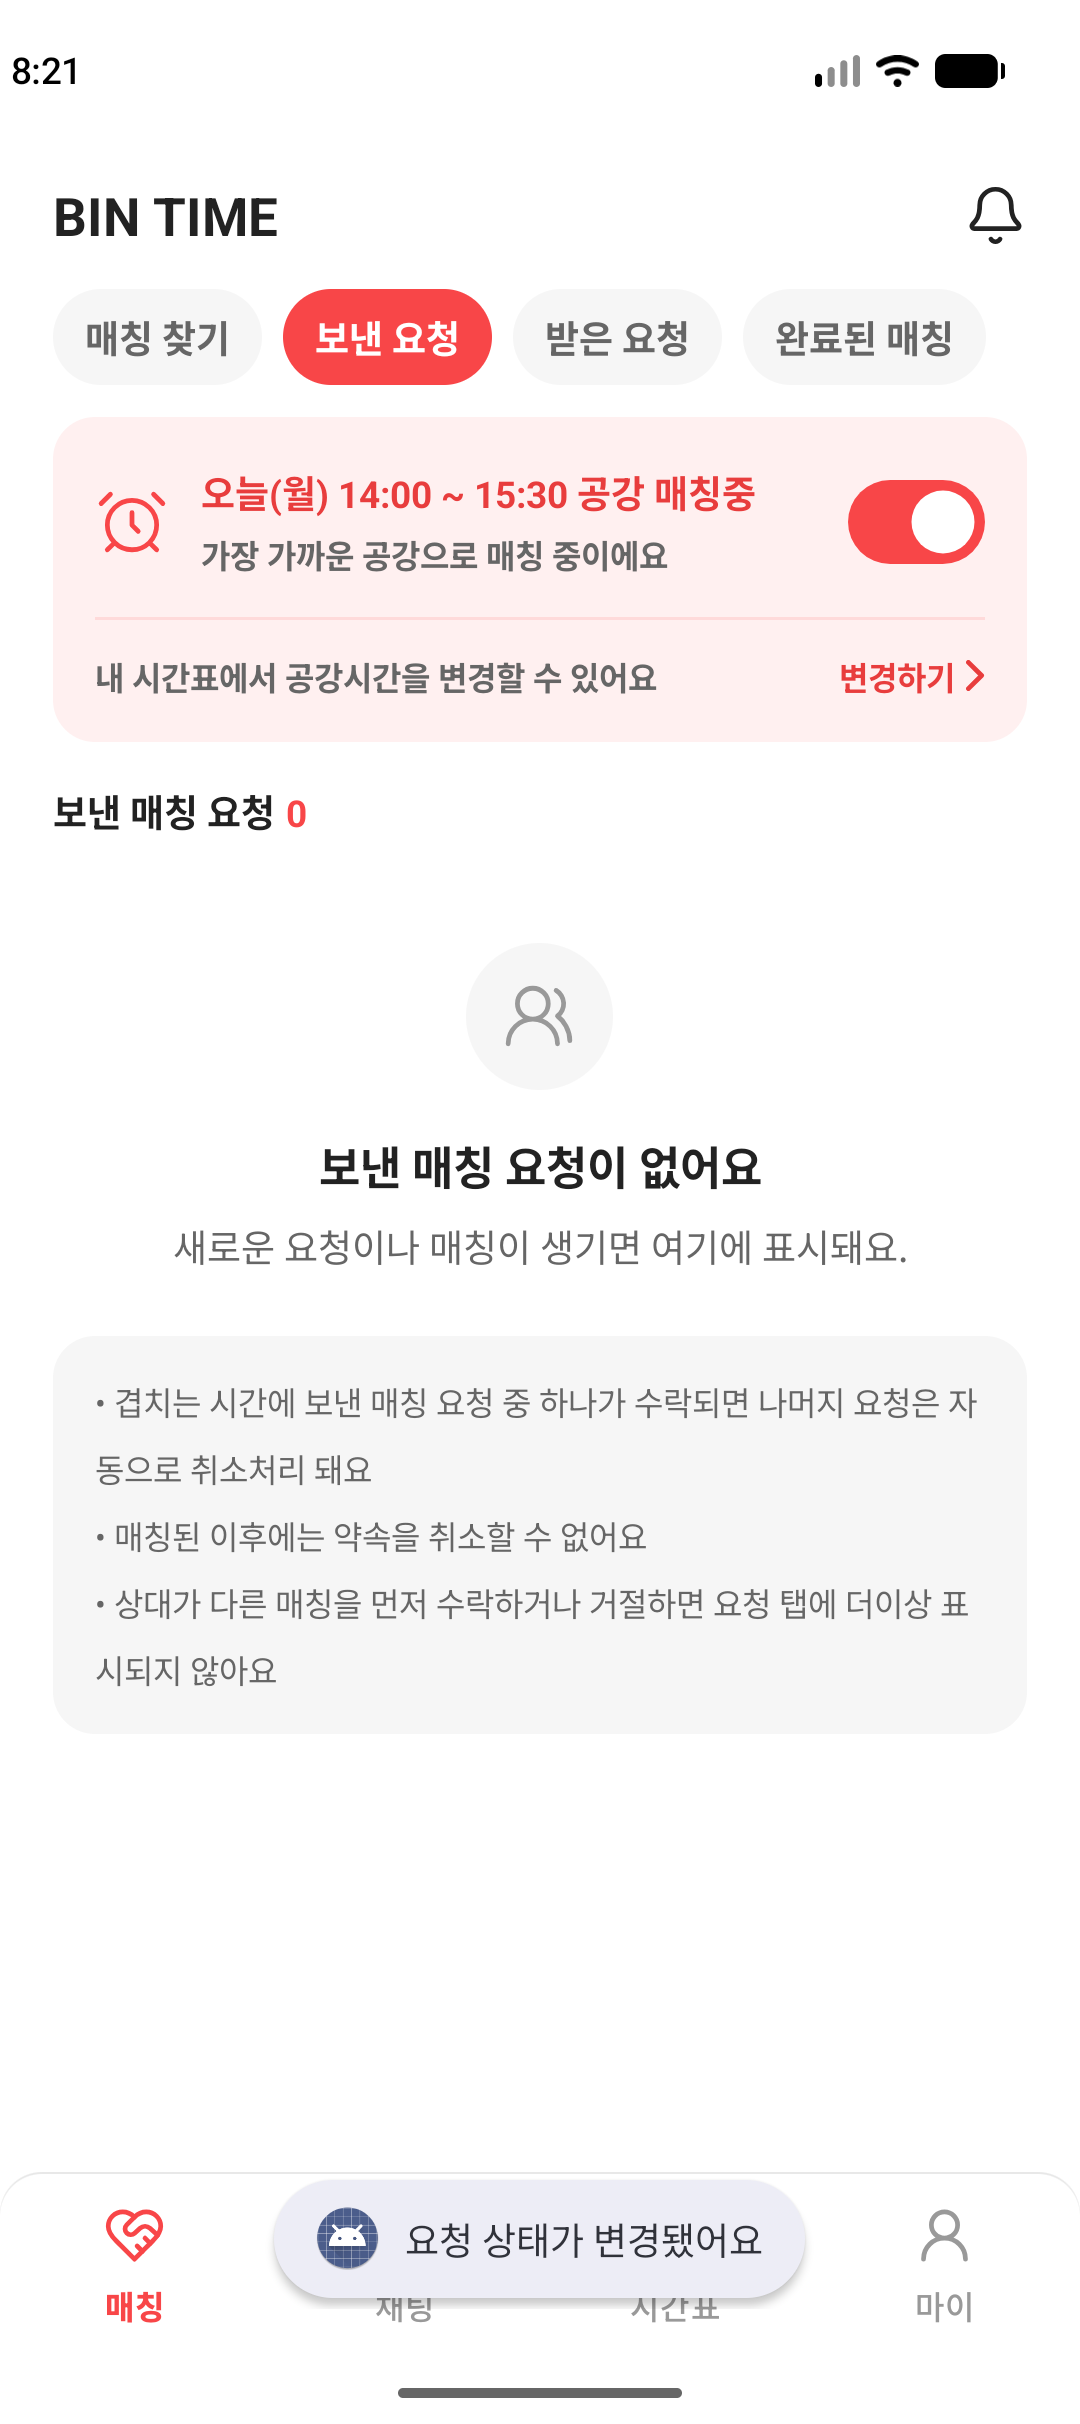 8:21
BIN TIME
매칭 찾기
보낸 요청
받은 요청
완료된 매칭
오늘(월) 14:00 ~ 15:30 공강 매칭중
가장 가까운 공강으로 매칭 중이에요
내 시간표에서 공강시간을 변경할 수 있어요
변경하기
보낸 매칭 요청 0
보낸 매칭 요청이 없어요
새로운 요청이나 매칭이 생기면 여기에 표시돼요.
• 겹치는 시간에 보낸 매칭 요청 중 하나가 수락되면 나머지 요청은 자
동으로 취소처리 돼요
• 매칭된 이후에는 약속을 취소할 수 없어요
• 상대가 다른 매칭을 먼저 수락하거나 거절하면 요청 탭에 더이상 표
시되지 않아요
요청 상태가 변경됐어요
매칭
채팅
시간표
마이